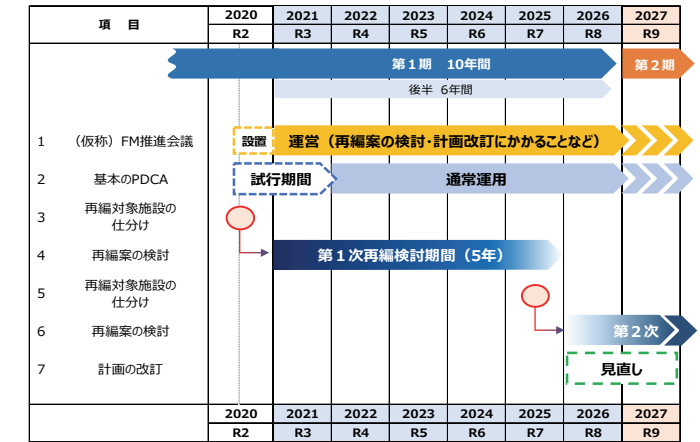 項 目
2020 2021 2022 2023 2024 2025 2026 2027
R2 R3 R4 R5 R6 R7 R8 R9
第１期 10年間 第２期
後半 6年間
1 （仮称）FM推進会議 設置 運営（再編案の検討・計画改訂にかかることなど）
2 基本のPDCA 試行期間 通常運用
3 再編対象施設の
仕分け
4 再編案の検討 第１次再編検討期間（5年）
5 再編対象施設の
仕分け
6 再編案の検討 第２次
7 計画の改訂 見直し
2020 2021 2022 2023 2024 2025 2026 2027
R2 R3 R4 R5 R6 R7 R8 R9